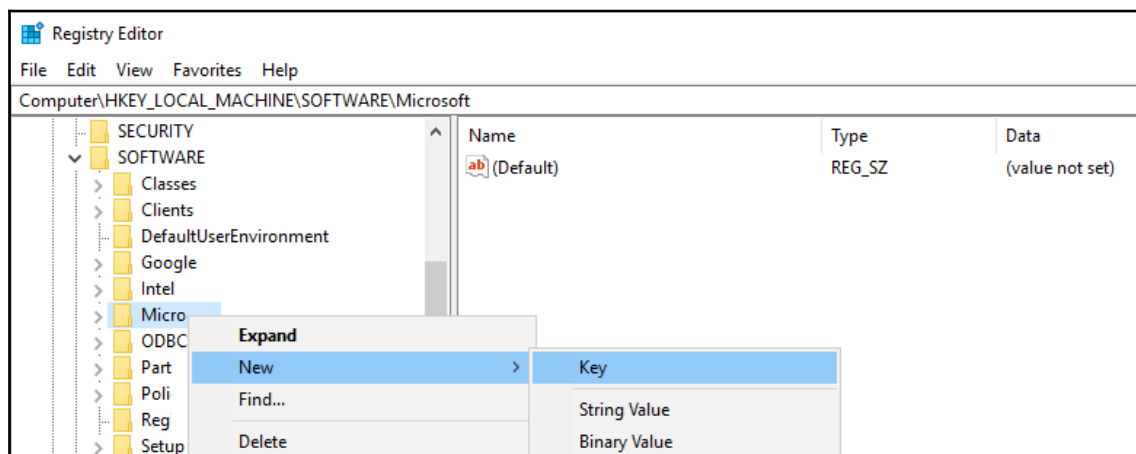 Registry Editor
File Edit View Favorites Help
Computer\HKEY_LOCAL_MACHINE\SOFTWARE\Microsoft
SECURITY
SOFTWARE
Classes
Clients
DefaultUserEnvironment
Google
Intel
Micro
ODBC
Part
Poli
Reg
Setup
Name Type Data
ab (Default) REG_SZ (value not set)
Expand
New
Find...
Delete
Key
String Value
Binary Value